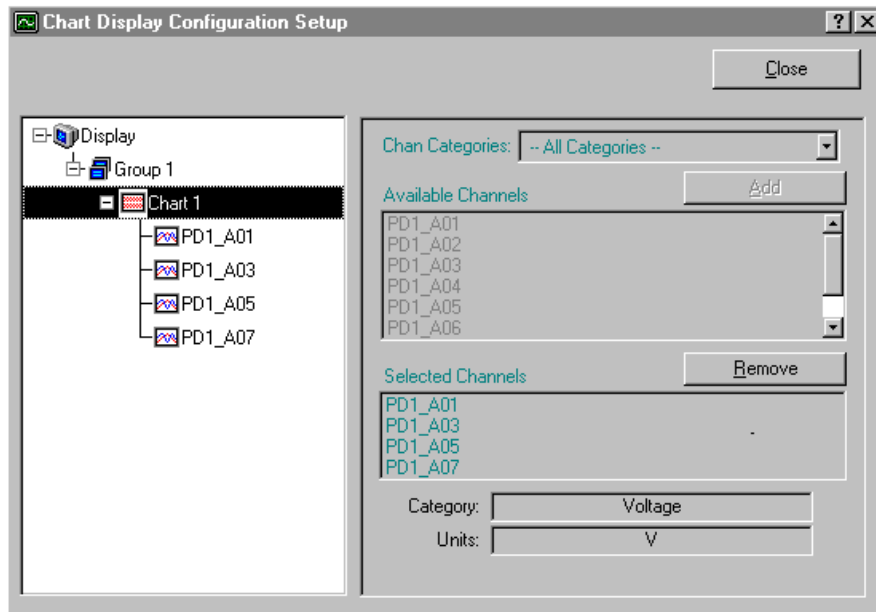 Chart Display Configuration Setup
Close
Display
Group 1
Chart 1
PD1_A01
PD1_A03
PD1_A05
PD1_A07
Chan Categories: -- All Categories --
Available Channels
Add
PD1_A01
PD1_A02
PD1_A03
PD1_A04
PD1_A05
PD1_A06
Selected Channels
Remove
PD1_A01
PD1_A03
PD1_A05
PD1_A07
Category: Voltage
Units: V